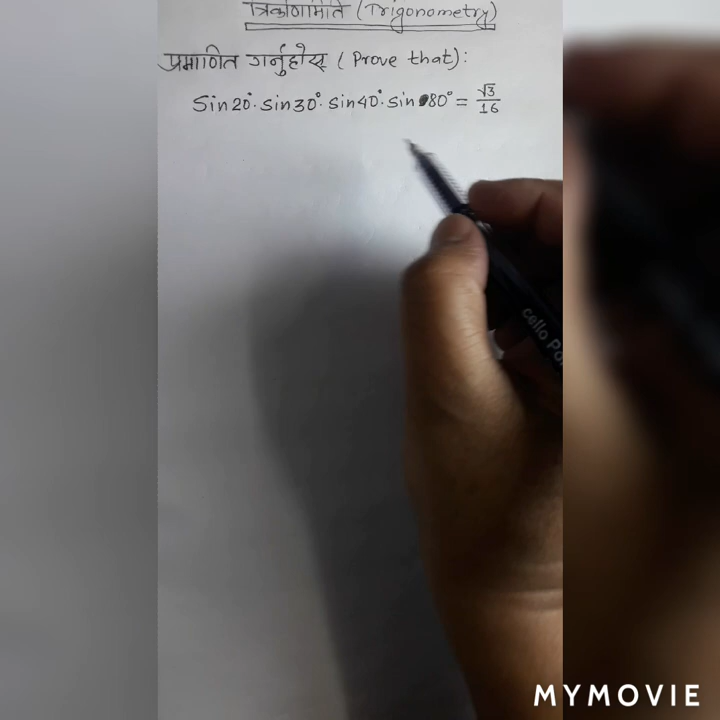 त्रिकोणमिति (Trigonometry)
प्रमाणित गर्नुहोस् (Prove that):
Sin20°. sin30°. sin40°. sin80° = √3/16
cello
MYMOVIE